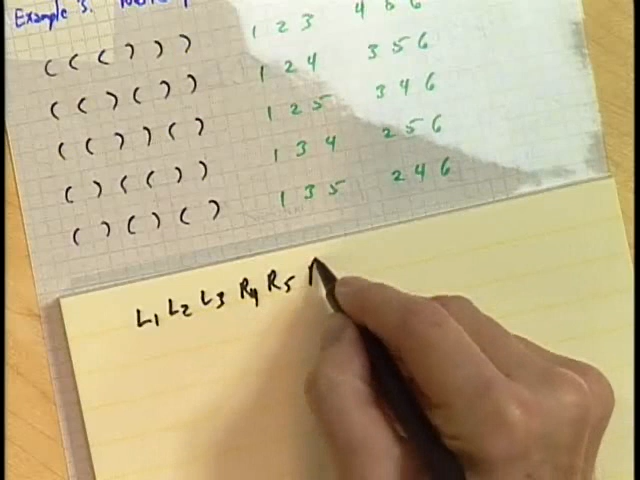 Example 3.
( ( ( ) ) ) 1 2 3 4 5 6
( ( ) ( ) ) 1 2 4 3 5 6
( ( ) ) ( ) 1 2 5 3 4 6
( ) ( ( ) ) 1 3 4 2 5 6
( ) ( ) ( ) 1 3 5 2 4 6
L1 L2 L3 R4 R5